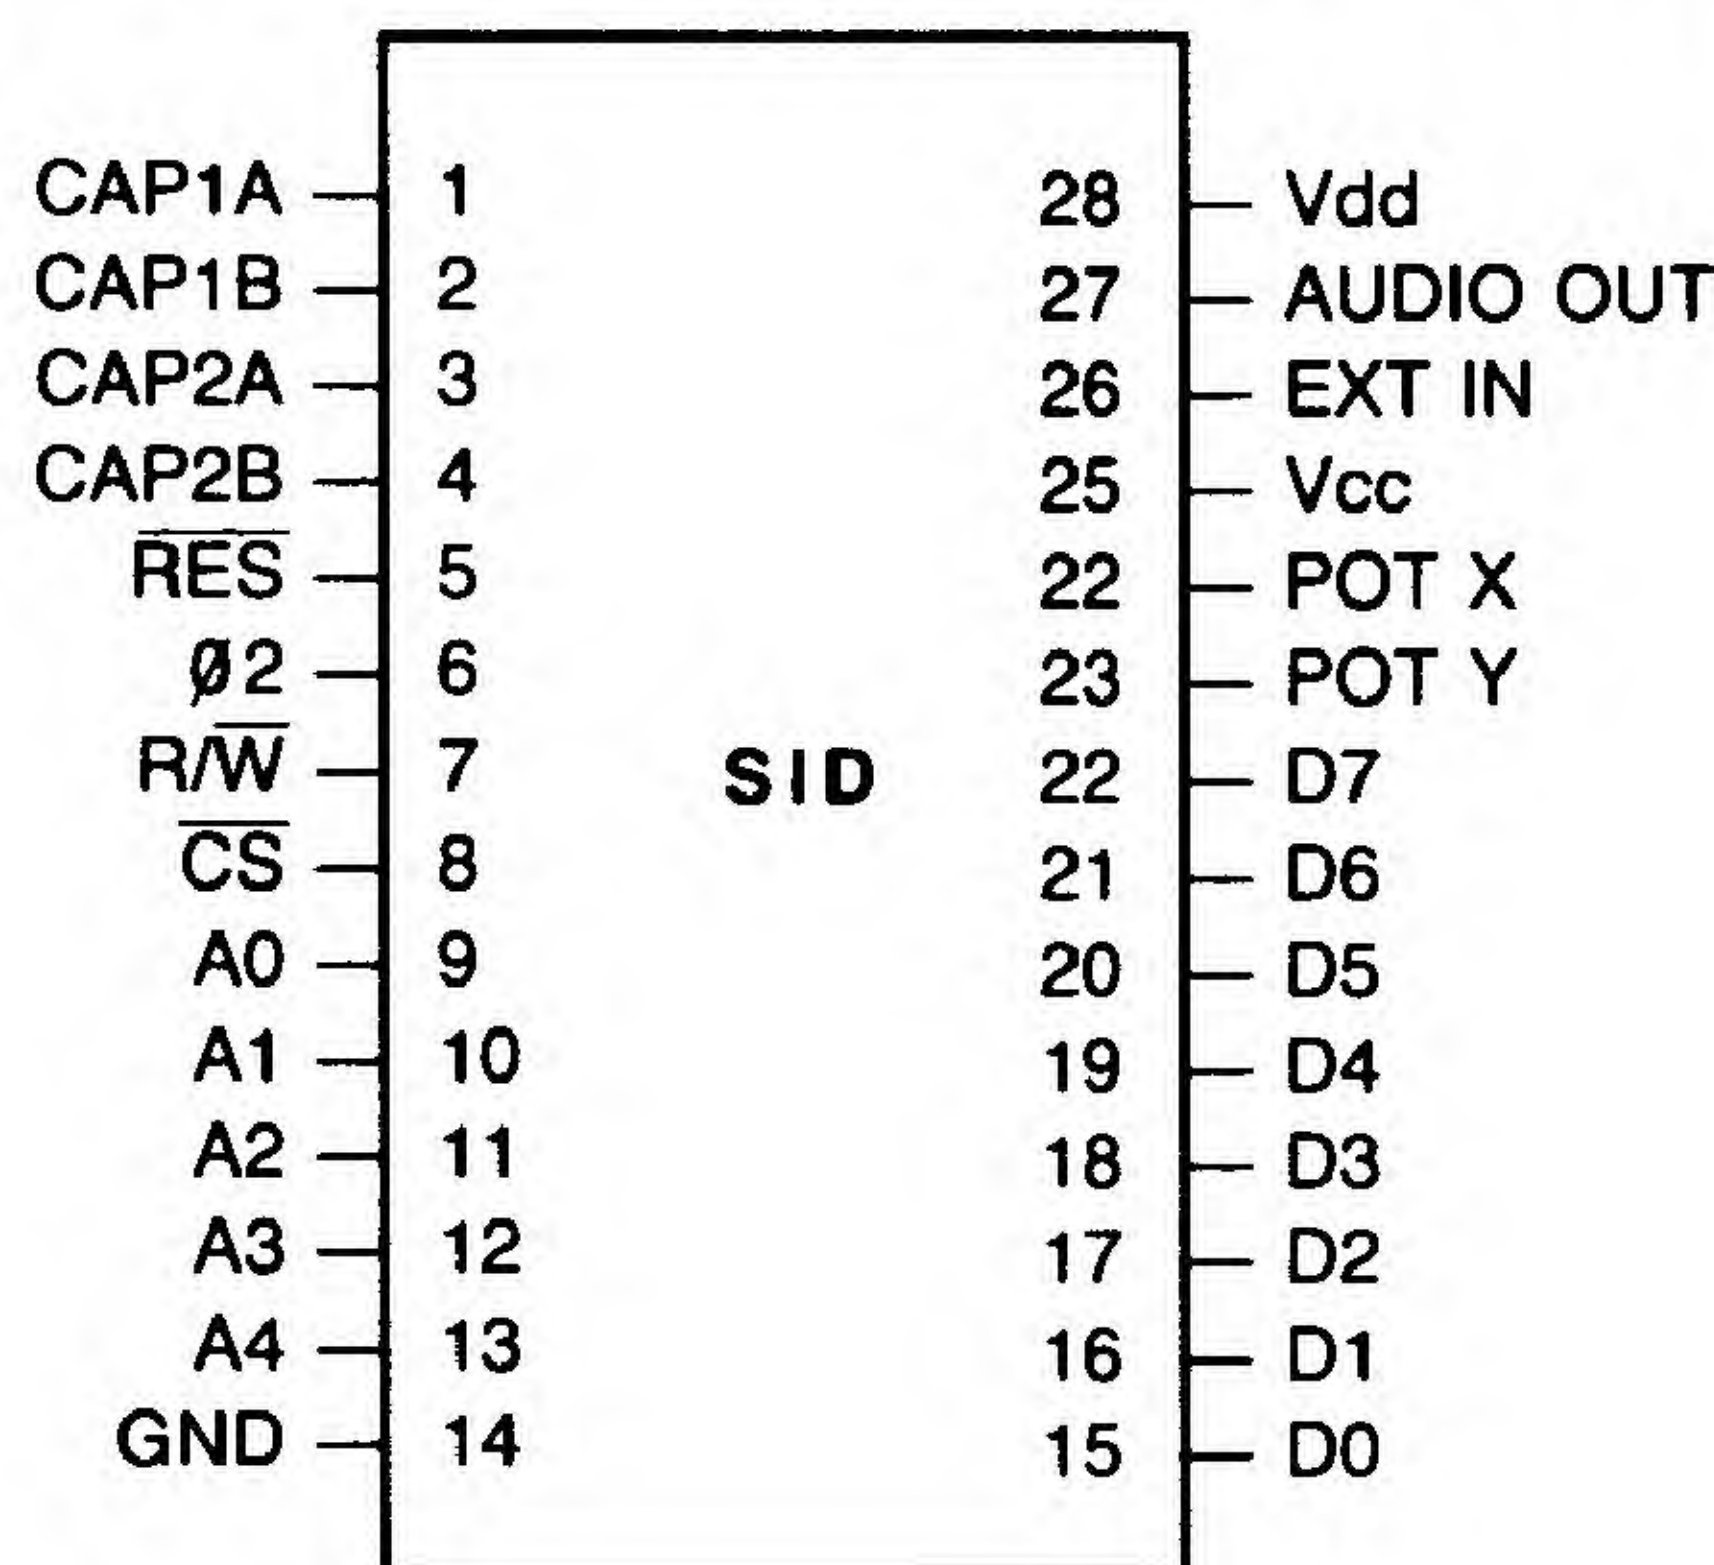 CAP1A 1 28 Vdd
CAP1B 2 27 AUDIO OUT
CAP2A 3 26 EXT IN
CAP2B 4 25 Vcc
R̅E̅S̅ 5 22 POT X
Ø2 6 23 POT Y
R/W̅ 7 SID 22 D7
C̅S̅ 8 21 D6
A0 9 20 D5
A1 10 19 D4
A2 11 18 D3
A3 12 17 D2
A4 13 16 D1
GND 14 15 D0